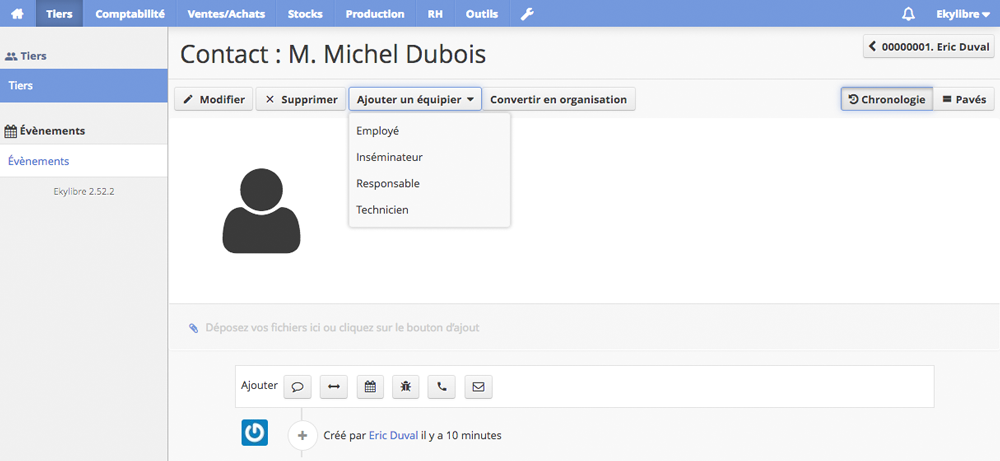 Tiers Comptabilité Ventes/Achats Stocks Production RH Outils Ekylibre
Tiers
Tiers
Évènements
Évènements
Ekylibre 2.52.2
Contact : M. Michel Dubois
00000001. Eric Duval
Modifier Supprimer Ajouter un équipier Convertir en organisation Chronologie Pavés
Employé
Inséminateur
Responsable
Technicien
Déposez vos fichiers ici ou cliquez sur le bouton d'ajout
Ajouter
Créé par Eric Duval il y a 10 minutes